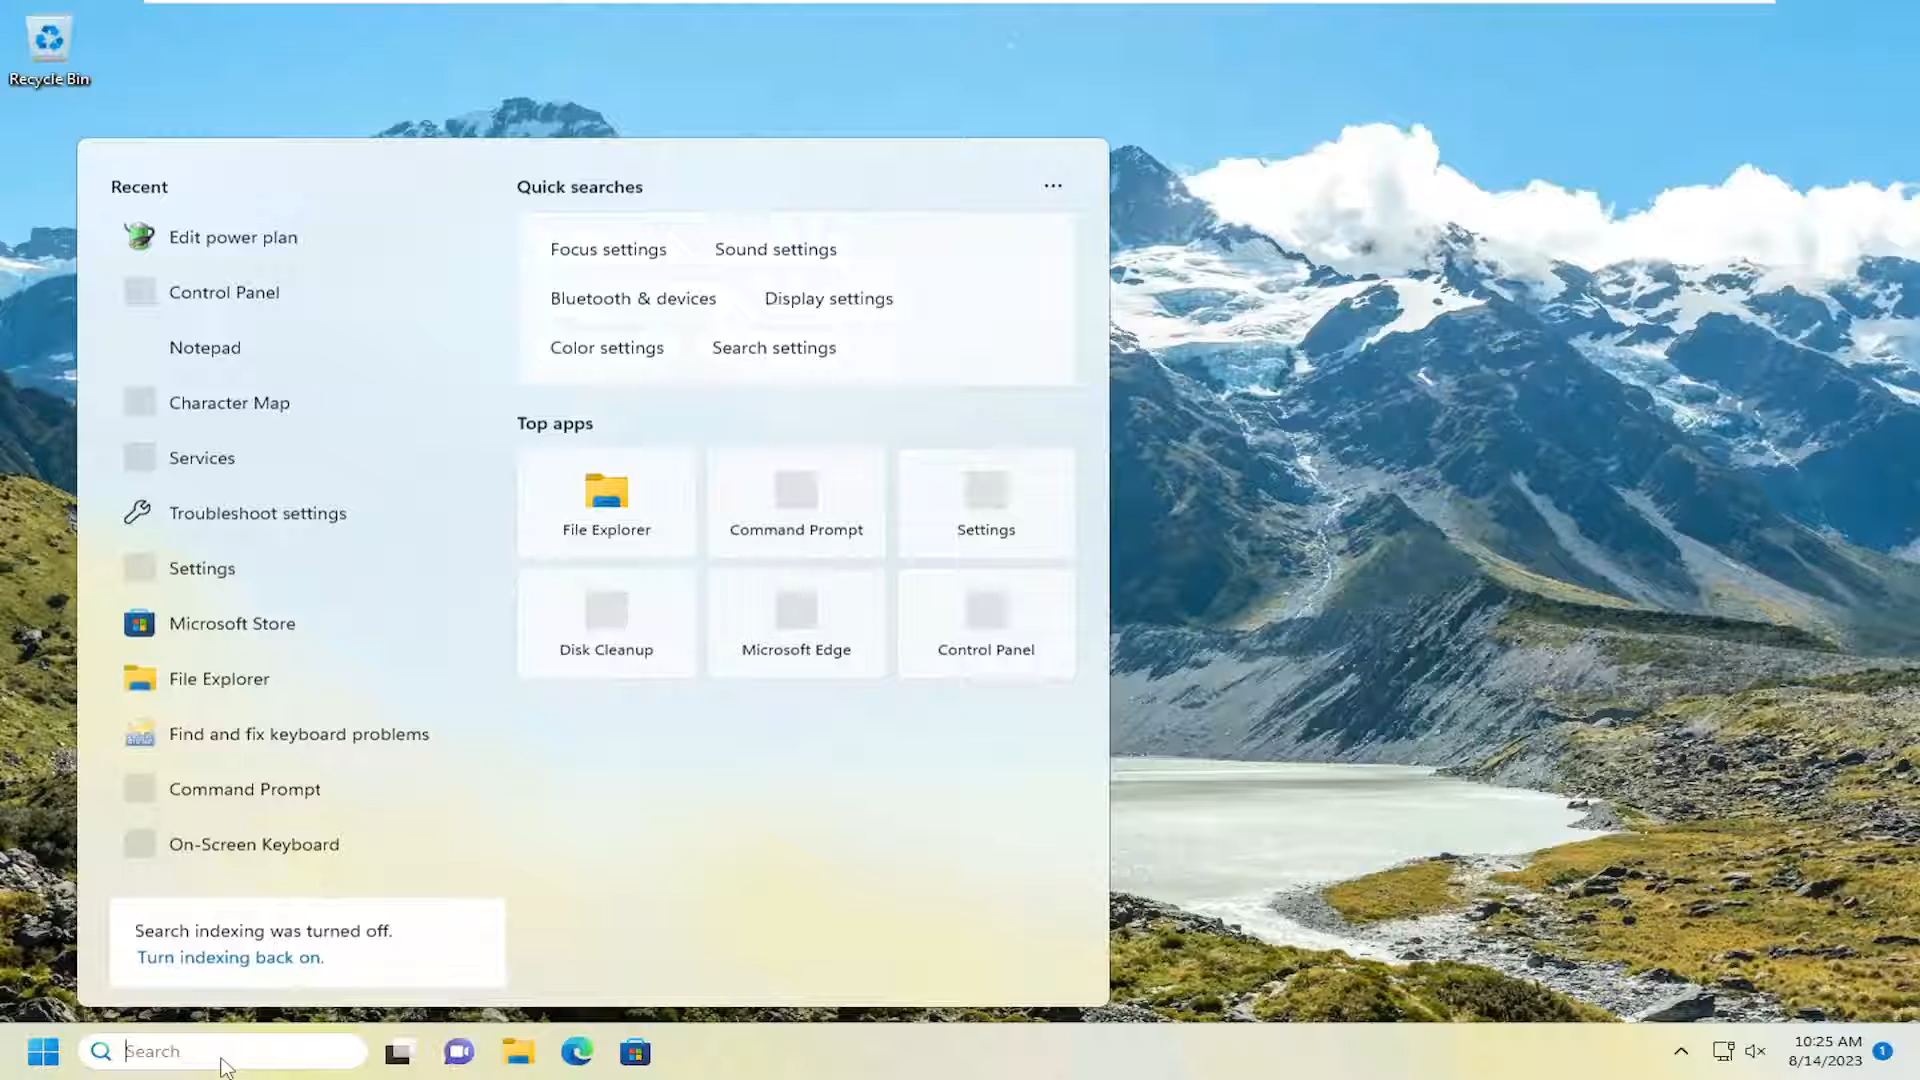 Recycle Bin
Recent
Edit power plan
Control Panel
Notepad
Character Map
Services
Troubleshoot settings
Settings
Microsoft Store
File Explorer
Find and fix keyboard problems
Command Prompt
On-Screen Keyboard
Search indexing was turned off.
Turn indexing back on.
Quick searches
Focus settings Sound settings
Bluetooth & devices Display settings
Color settings Search settings
Top apps
File Explorer Command Prompt Settings
Disk Cleanup Microsoft Edge Control Panel
Search
10:25 AM
8/14/2023
1